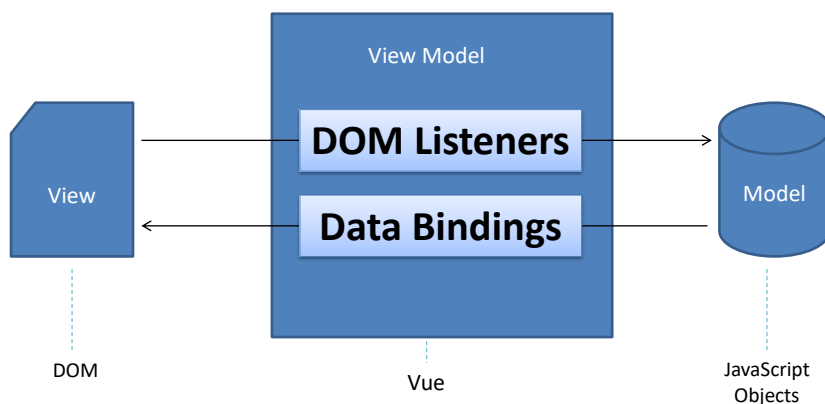 View Model
DOM Listeners
View
Model
Data Bindings
DOM
Vue
JavaScript
Objects